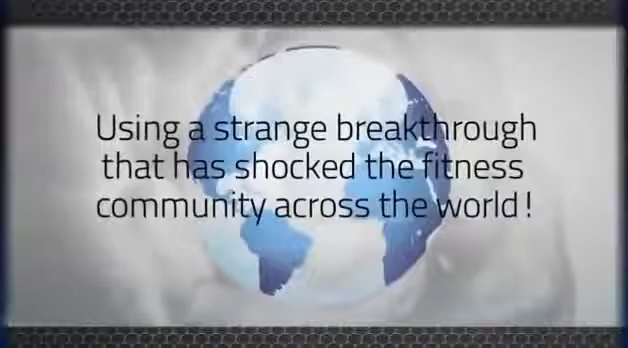 Using a strange breakthrough
that has shocked the fitness
community across the world!